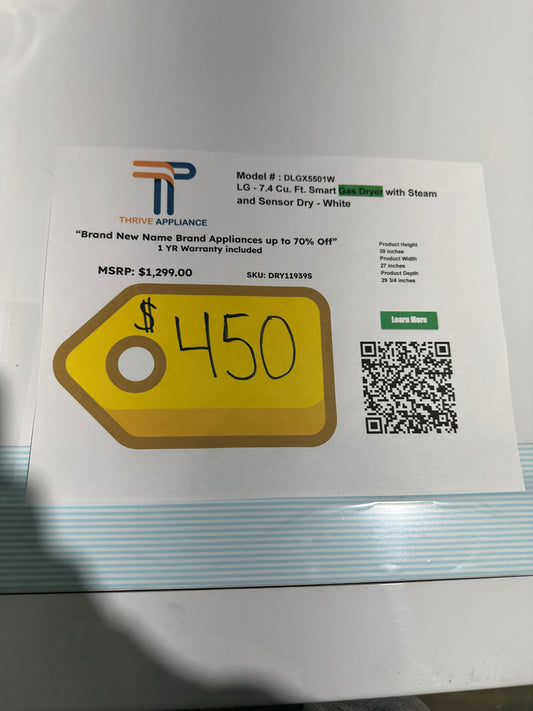 TP
THRIVE APPLIANCE
Model # : DLGX5501W
LG - 7.4 Cu. Ft. Smart Gas Dryer with Steam
and Sensor Dry - White
“Brand New Name Brand Appliances up to 70% Off”
1 YR Warranty included
MSRP: $1,299.00
SKU: DRY11939S
Product Height
39 inches
Product Width
27 inches
Product Depth
29 3/4 inches
Learn More
$450